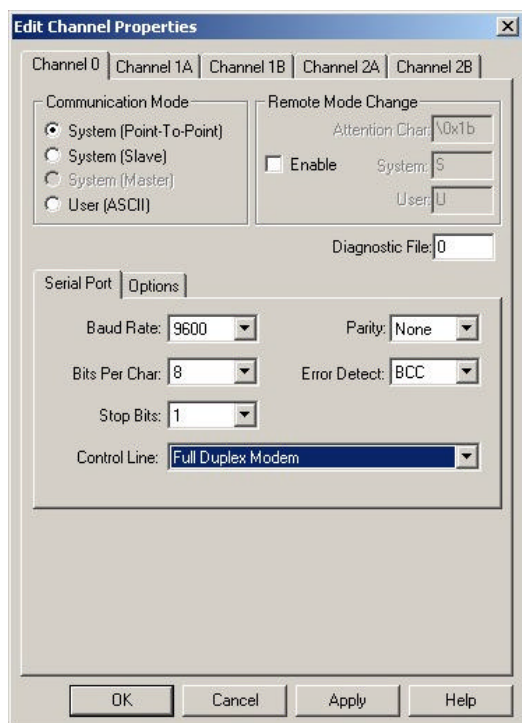 Edit Channel Properties
Channel 0 Channel 1A Channel 1B Channel 2A Channel 2B
Communication Mode
System (Point-To-Point)
System (Slave)
System (Master)
User (ASCII)
Remote Mode Change
Attention Char: \0x1b
Enable System: S
User: U
Diagnostic File: 0
Serial Port Options
Baud Rate: 9600 Parity: None
Bits Per Char: 8 Error Detect: BCC
Stop Bits: 1
Control Line: Full Duplex Modem
OK Cancel Apply Help